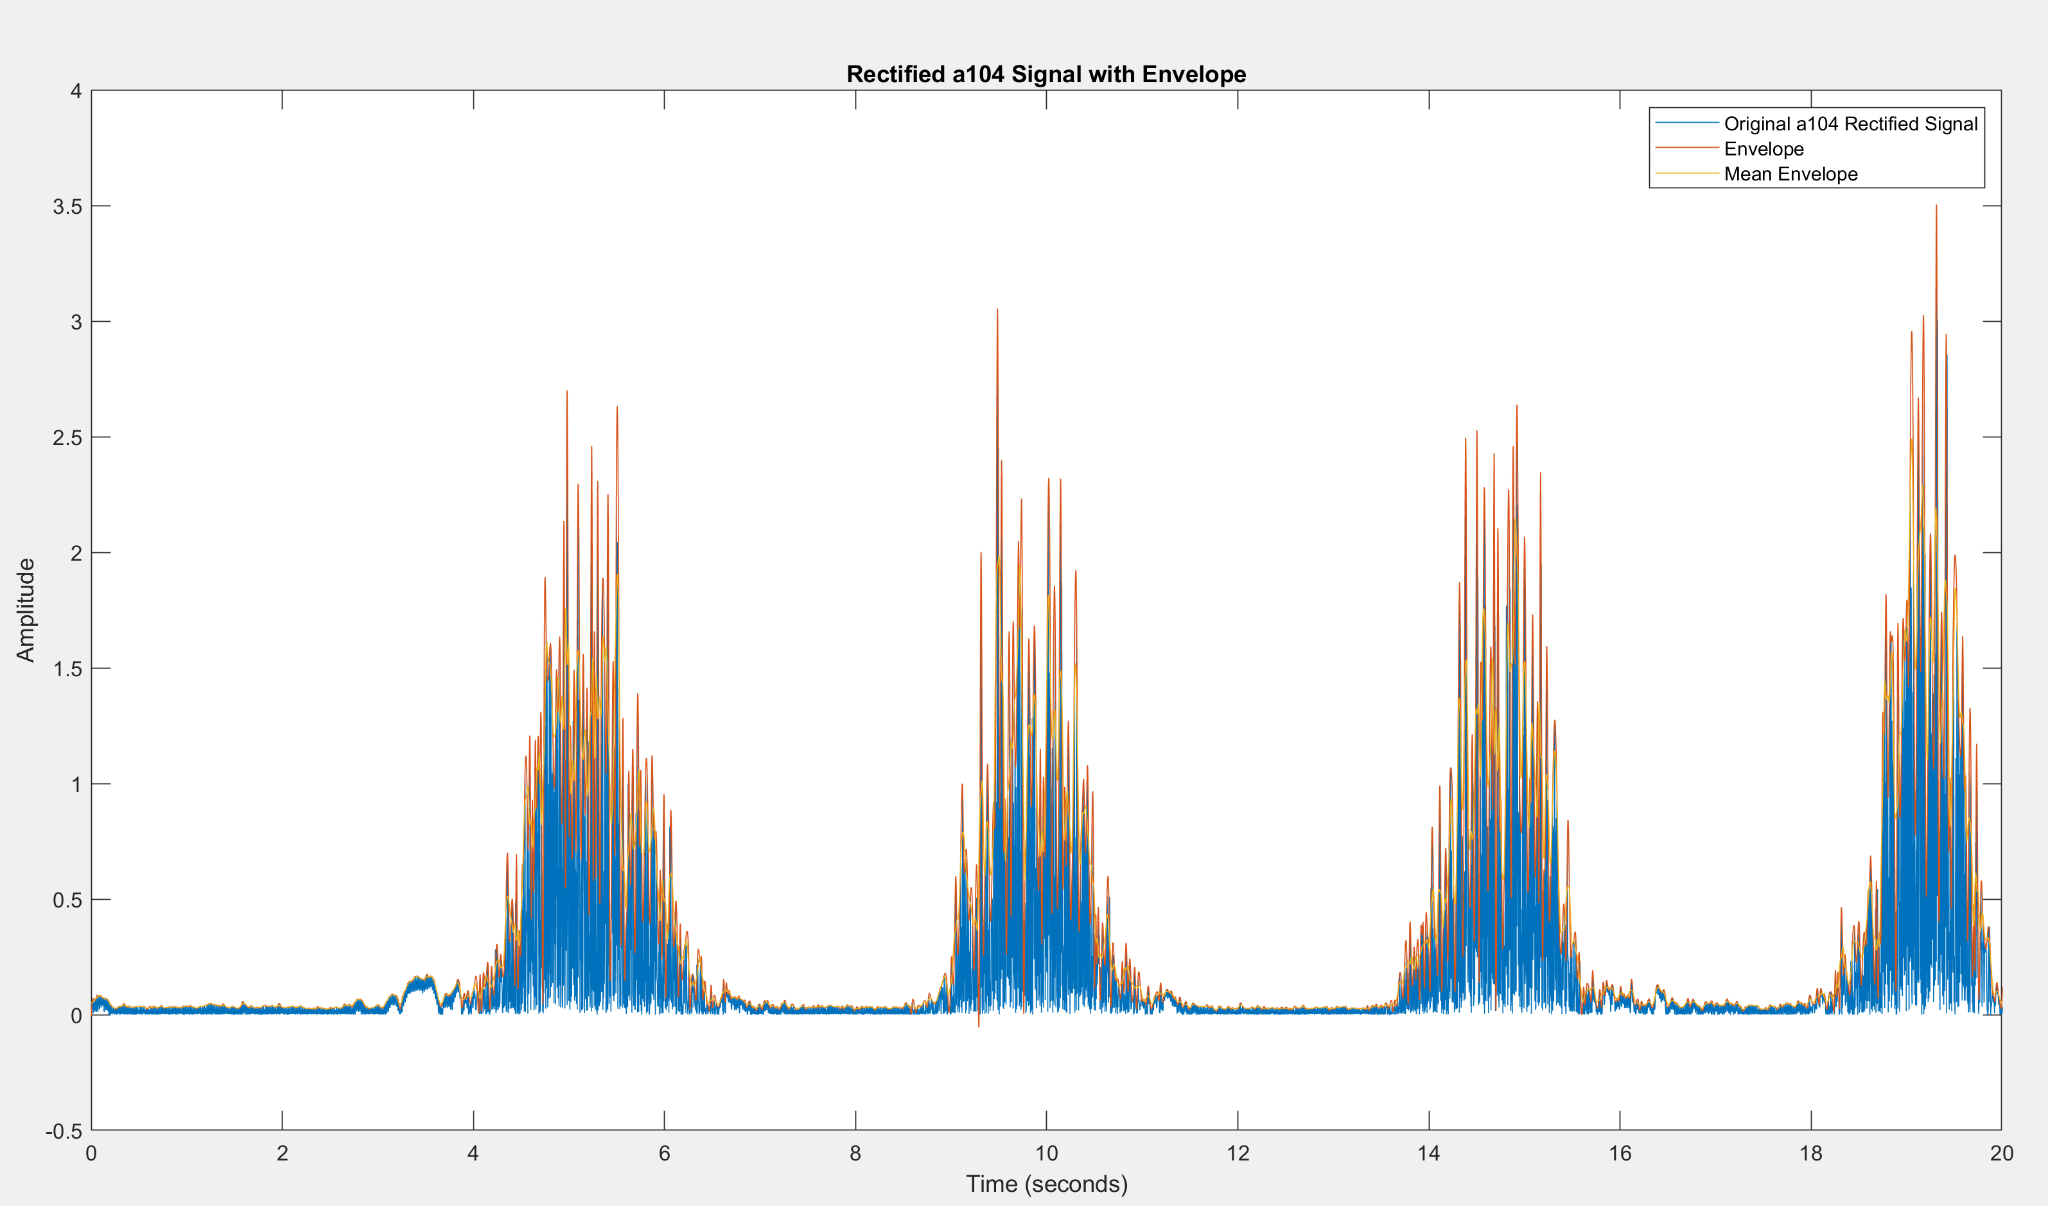 Rectified a104 Signal with Envelope
4
3.5
3
2.5
2
1.5
1
0.5
0
-0.5
Amplitude
Original a104 Rectified Signal
Envelope
Mean Envelope
0 2 4 6 8 10 12 14 16 18 20
Time (seconds)